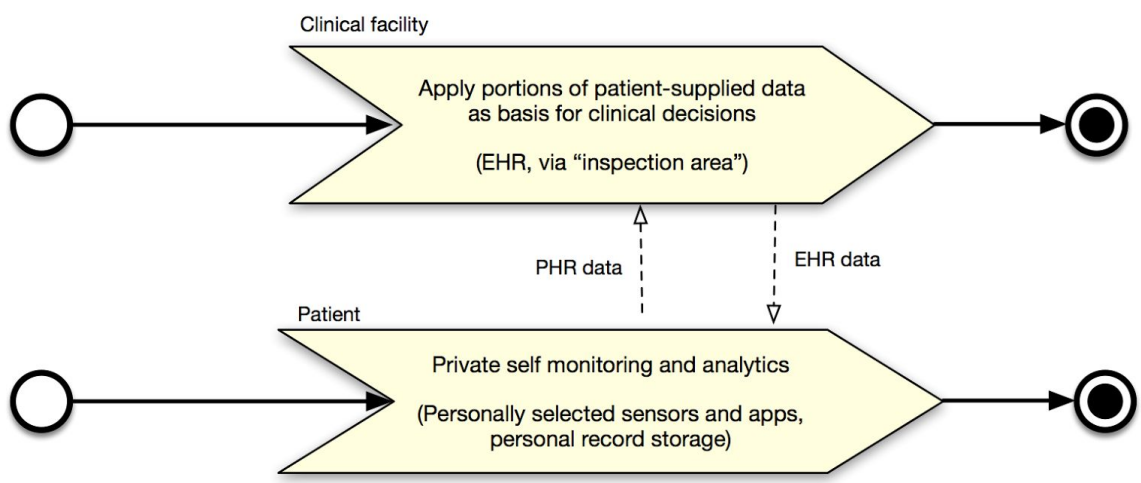 Clinical facility
Apply portions of patient-supplied data
as basis for clinical decisions
(EHR, via “inspection area”)
PHR data
EHR data
Patient
Private self monitoring and analytics
(Personally selected sensors and apps,
personal record storage)